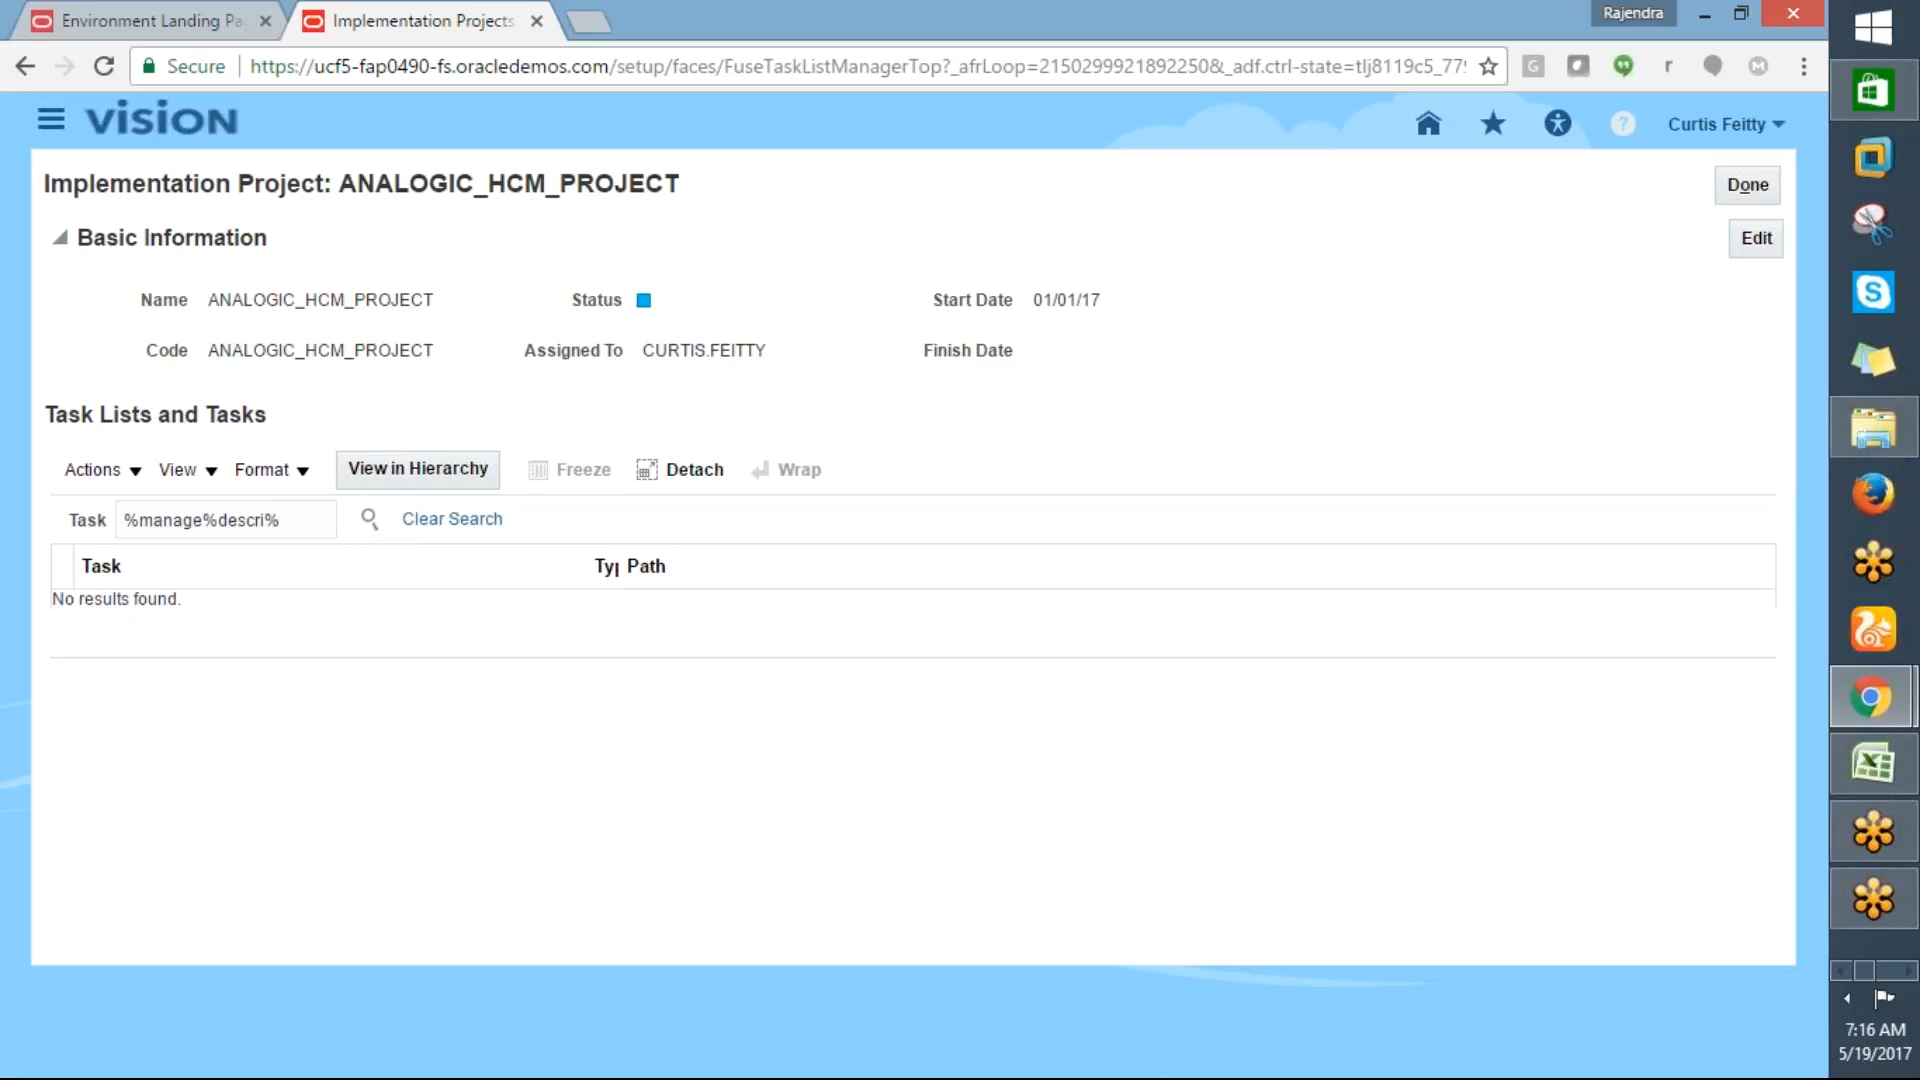 Environment Landing Pa
Implementation Projects
Rajendra
Secure
https://ucf5-fap0490-fs.oracledemos.com/setup/faces/FuseTaskListManagerTop?_afrLoop=2150299921892250&_adf.ctrl-state=tlj8119c5_779
VISION
Curtis Feitty
Implementation Project: ANALOGIC_HCM_PROJECT
Done
Basic Information
Edit
Name ANALOGIC_HCM_PROJECT Status Start Date 01/01/17
Code ANALOGIC_HCM_PROJECT Assigned To CURTIS.FEITTY Finish Date
Task Lists and Tasks
Actions View Format View in Hierarchy Freeze Detach Wrap
Task %manage%descri% Clear Search
Task Typ Path
No results found.
7:16 AM
5/19/2017